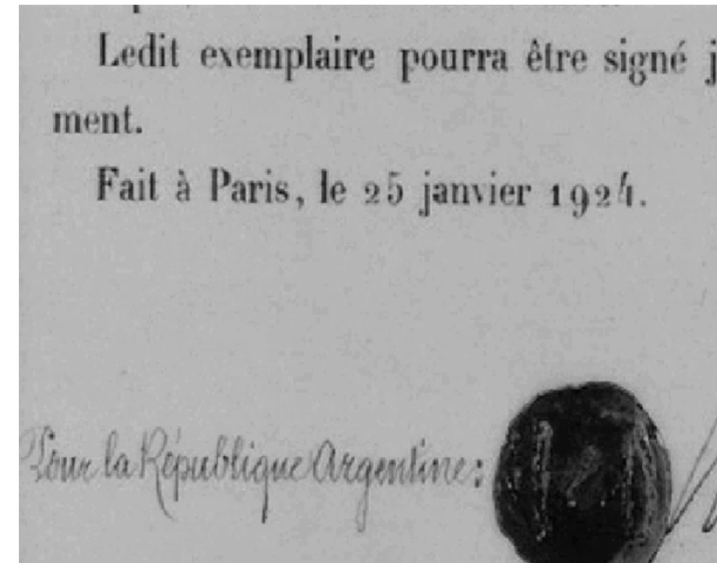 Ledit exemplaire pourra être signé j
ment.
Fait à Paris, le 25 janvier 1924.
Pour la République Argentine: